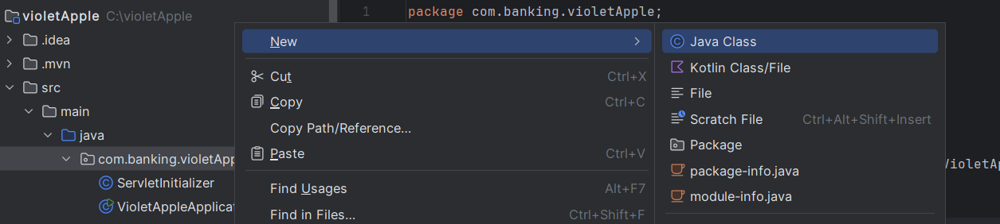 violetApple C:\violetApple
.idea
.mvn
src
main
java
com.banking.violetApp
ServletInitializer
VioletAppleApplicat
1 package com.banking.violetApple;
New
Cut Ctrl+X
Copy Ctrl+C
Copy Path/Reference...
Paste Ctrl+V
Find Usages Alt+F7
Find in Files... Ctrl+Shift+F
Java Class
Kotlin Class/File
File
Scratch File Ctrl+Alt+Shift+Insert
Package
package-info.java
module-info.java
VioletAp